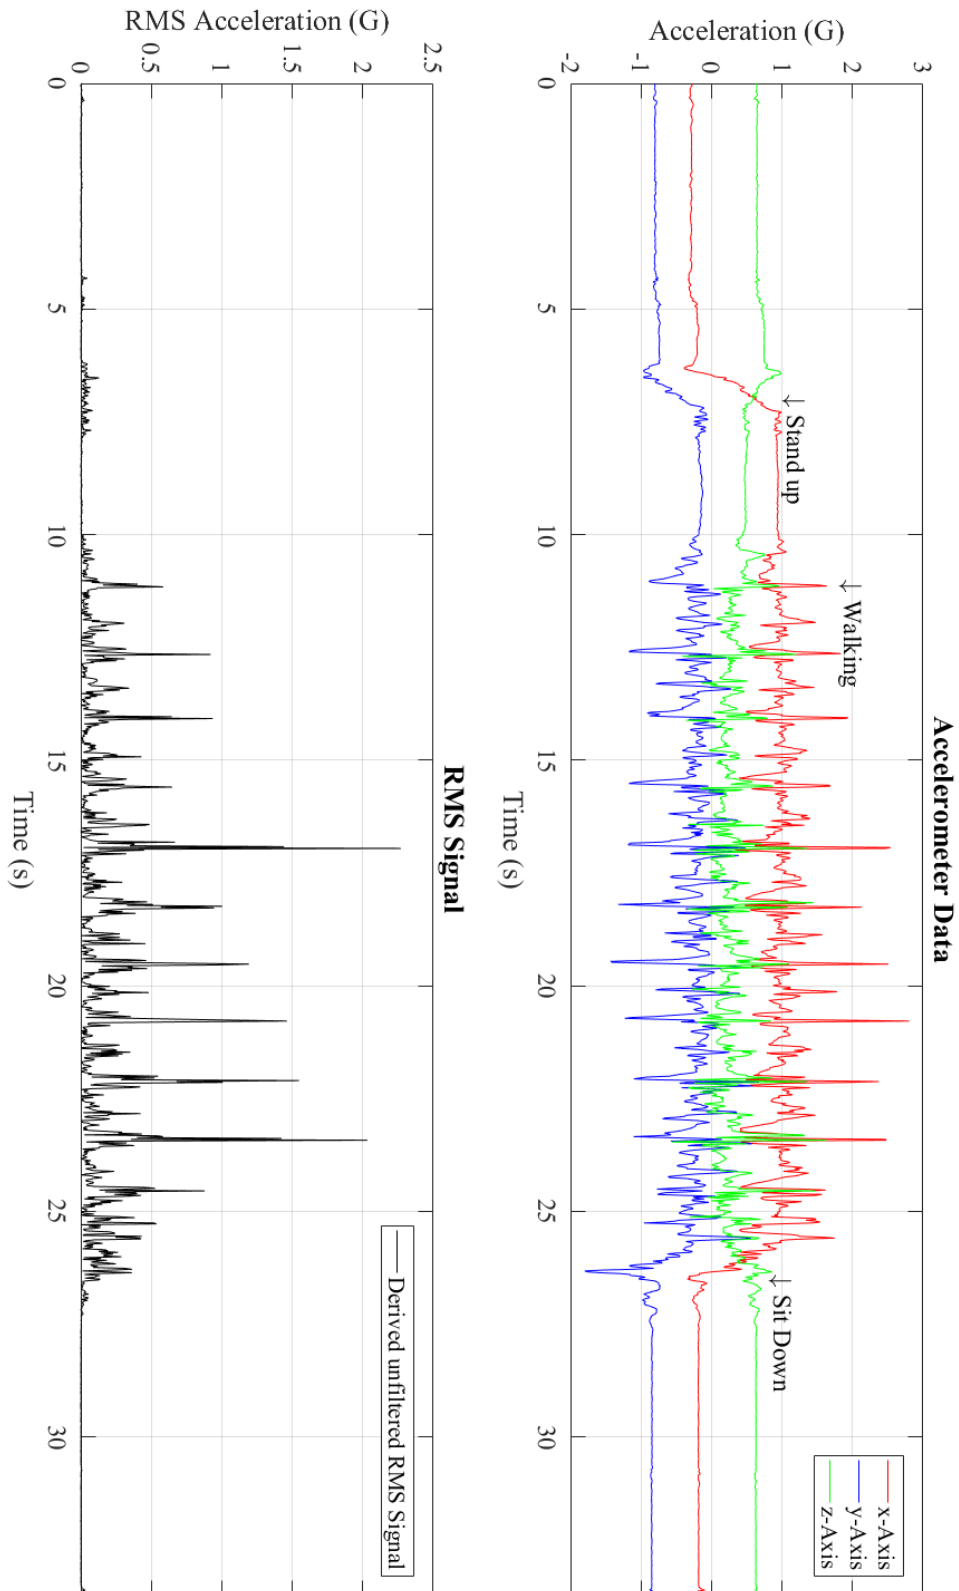 Accelerometer Data
Acceleration (G)
3
2
1
0
-1
-2
0
5
10
15
20
25
30
Time (s)
↓ Stand up
↓ Walking
↓ Sit Down
x-Axis
y-Axis
z-Axis
RMS Signal
RMS Acceleration (G)
2.5
2
1.5
1
0.5
0
0
5
10
15
20
25
30
Time (s)
Derived unfiltered RMS Signal